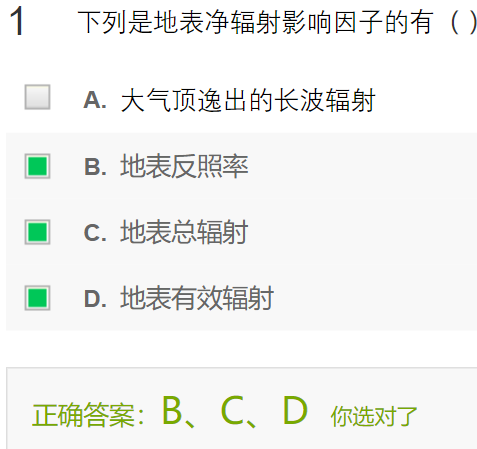 1 下列是地表净辐射影响因子的有（ ）
A. 大气顶逸出的长波辐射
B. 地表反照率
C. 地表总辐射
D. 地表有效辐射
正确答案：B、C、D 你选对了